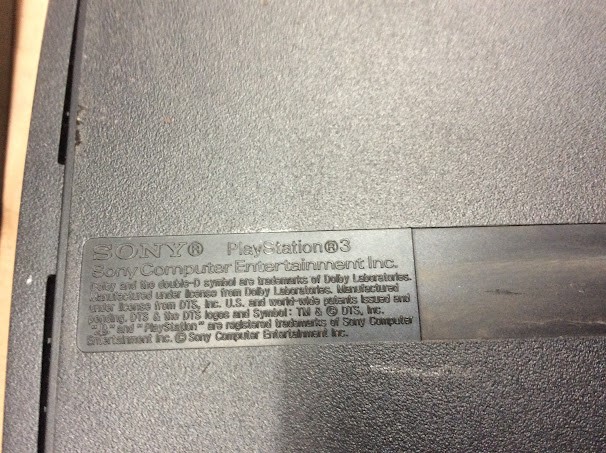 SONY® PlayStation®3
Sony Computer Entertainment Inc.
Dolby and the double-D symbol are trademarks of Dolby Laboratories.
Manufactured under license from Dolby Laboratories. Manufactured
under license from DTS, Inc. U.S. and world-wide patents issued and
pending. DTS & the DTS logos and Symbol: TM & © DTS, Inc.
" " and "PlayStation" are registered trademarks of Sony Computer
Entertainment Inc. © Sony Computer Entertainment Inc.